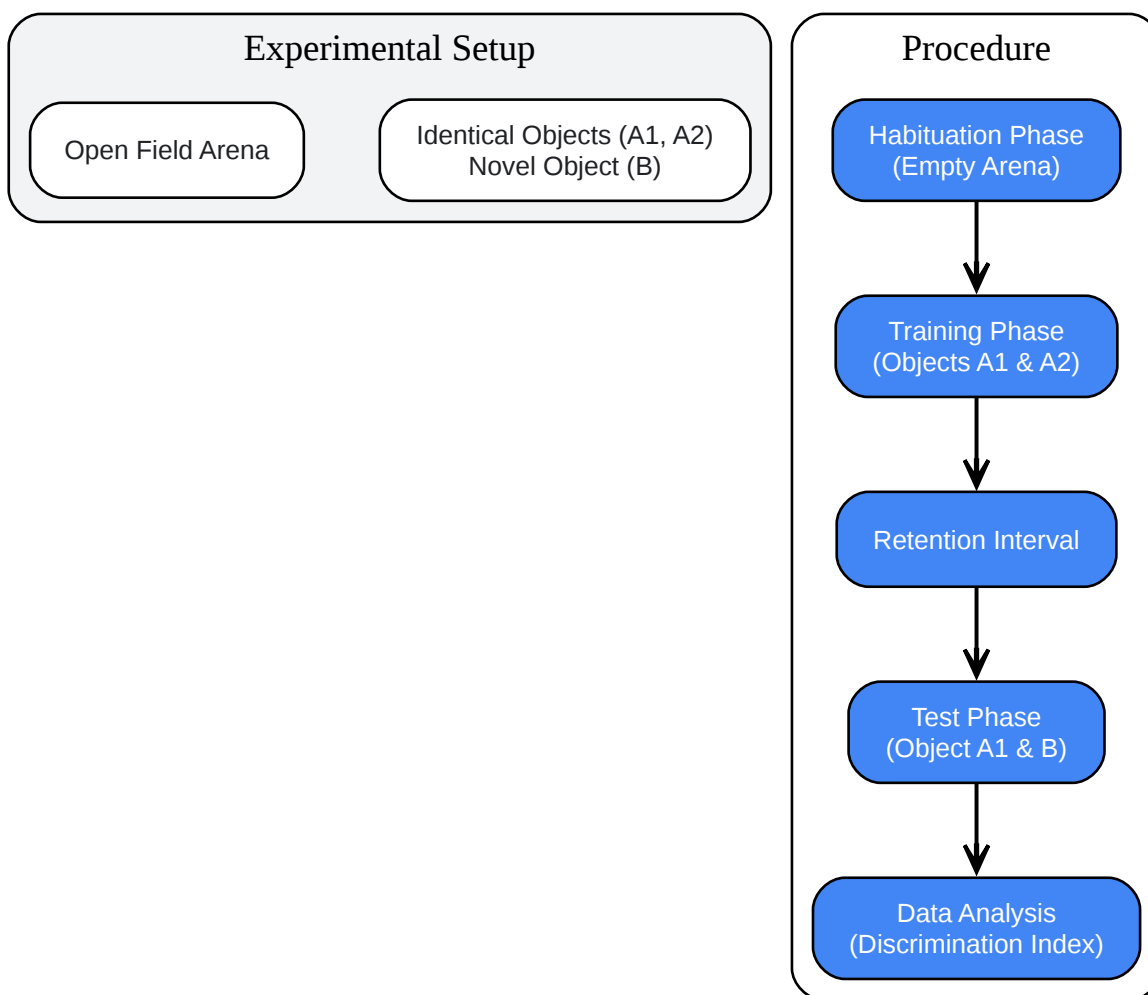 Experimental Setup
Open Field Arena
Identical Objects (A1, A2)
Novel Object (B)
Procedure
Habituation Phase
(Empty Arena)
Training Phase
(Objects A1 & A2)
Retention Interval
Test Phase
(Object A1 & B)
Data Analysis
(Discrimination Index)